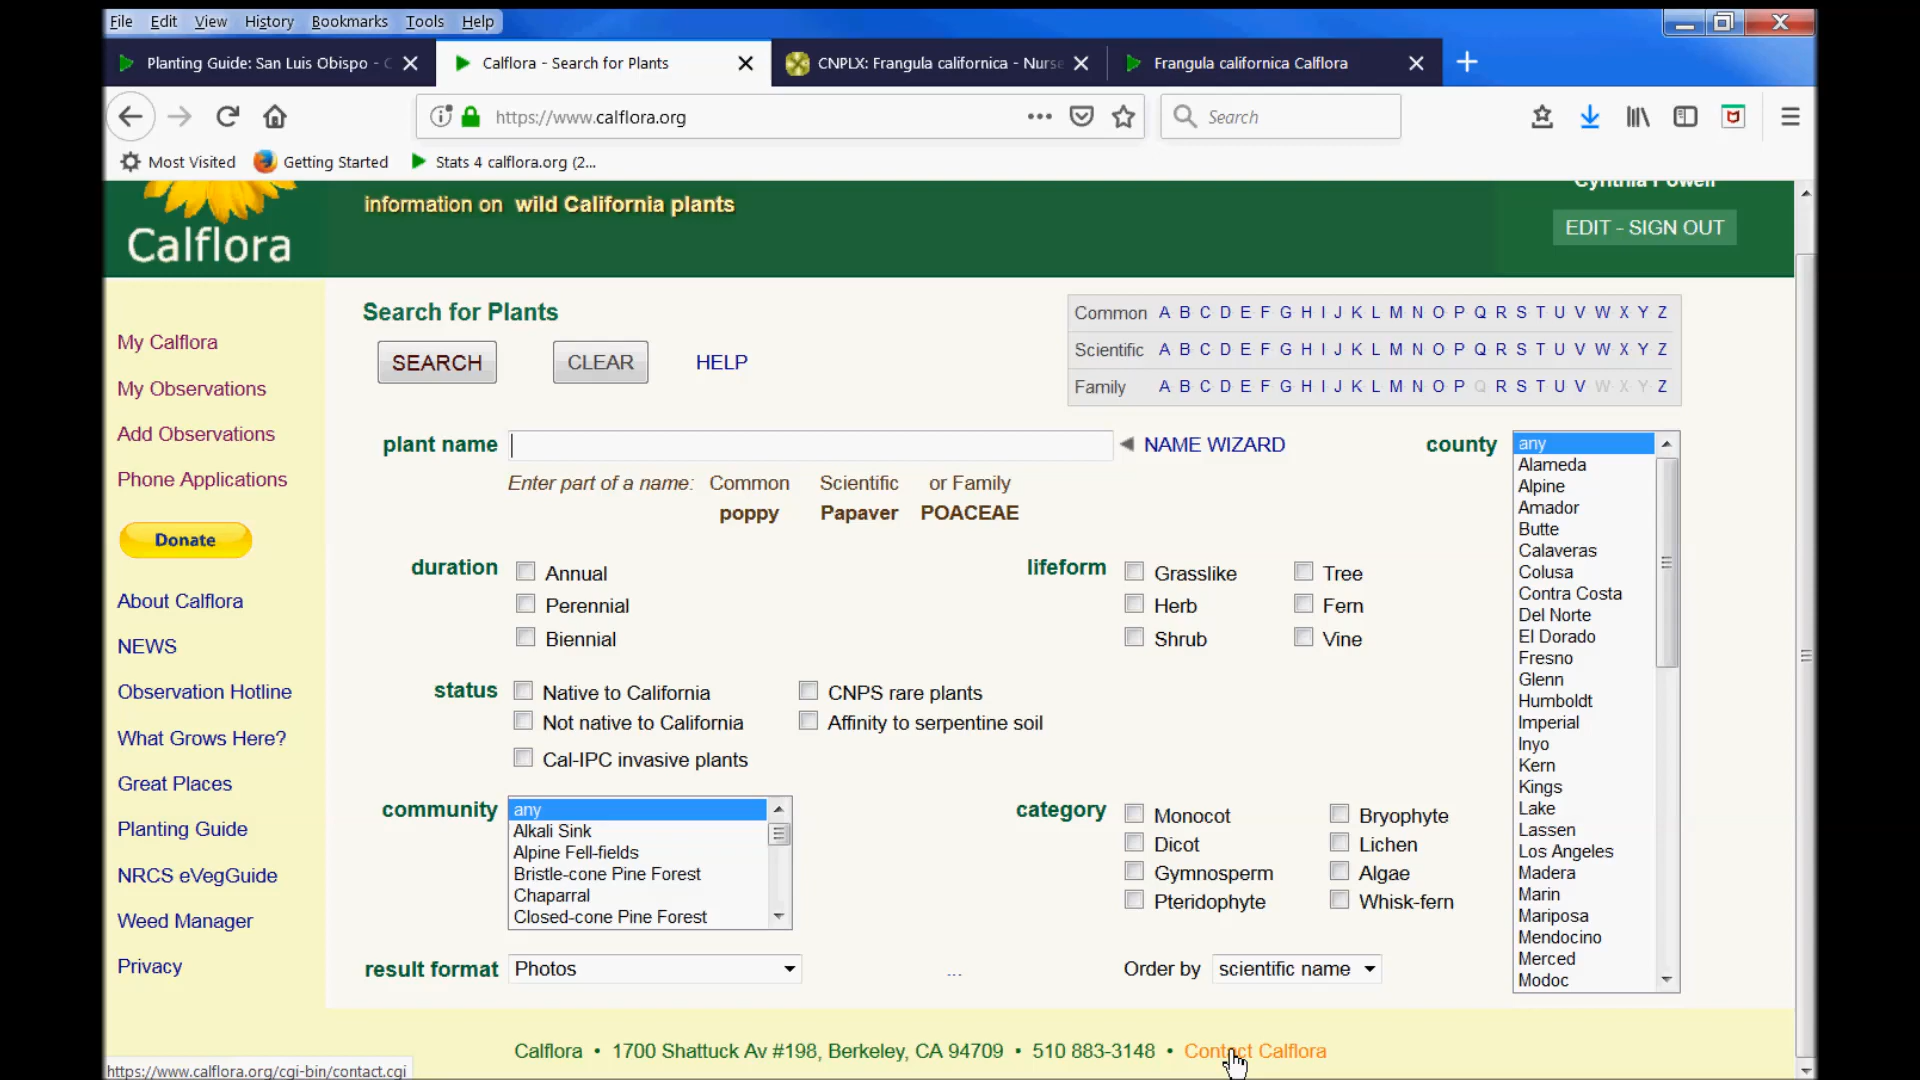 File Edit View History Bookmarks Tools Help
Planting Guide: San Luis Obispo - C
Calflora - Search for Plants
CNPLX: Frangula californica - Nurse
Frangula californica Calflora
https://www.calflora.org
Search
Most Visited Getting Started Stats 4 calflora.org (2...
Cynthia Powell
information on wild California plants
EDIT - SIGN OUT
Calflora
My Calflora
My Observations
Add Observations
Phone Applications
Donate
About Calflora
NEWS
Observation Hotline
What Grows Here?
Great Places
Planting Guide
NRCS eVegGuide
Weed Manager
Privacy
Search for Plants
SEARCH CLEAR HELP
Common A B C D E F G H I J K L M N O P Q R S T U V W X Y Z
Scientific A B C D E F G H I J K L M N O P Q R S T U V W X Y Z
Family A B C D E F G H I J K L M N O P Q R S T U V W X Y Z
plant name NAME WIZARD
Enter part of a name: Common Scientific or Family
poppy Papaver POACEAE
duration
Annual
Perennial
Biennial
lifeform
Grasslike Tree
Herb Fern
Shrub Vine
status
Native to California CNPS rare plants
Not native to California Affinity to serpentine soil
Cal-IPC invasive plants
community
any
Alkali Sink
Alpine Fell-fields
Bristle-cone Pine Forest
Chaparral
Closed-cone Pine Forest
category
Monocot Bryophyte
Dicot Lichen
Gymnosperm Algae
Pteridophyte Whisk-fern
result format Photos ... Order by scientific name
county
any
Alameda
Alpine
Amador
Butte
Calaveras
Colusa
Contra Costa
Del Norte
El Dorado
Fresno
Glenn
Humboldt
Imperial
Inyo
Kern
Kings
Lake
Lassen
Los Angeles
Madera
Marin
Mariposa
Mendocino
Merced
Modoc
Calflora • 1700 Shattuck Av #198, Berkeley, CA 94709 • 510 883-3148 • Contact Calflora
https://www.calflora.org/cgi-bin/contact.cgi